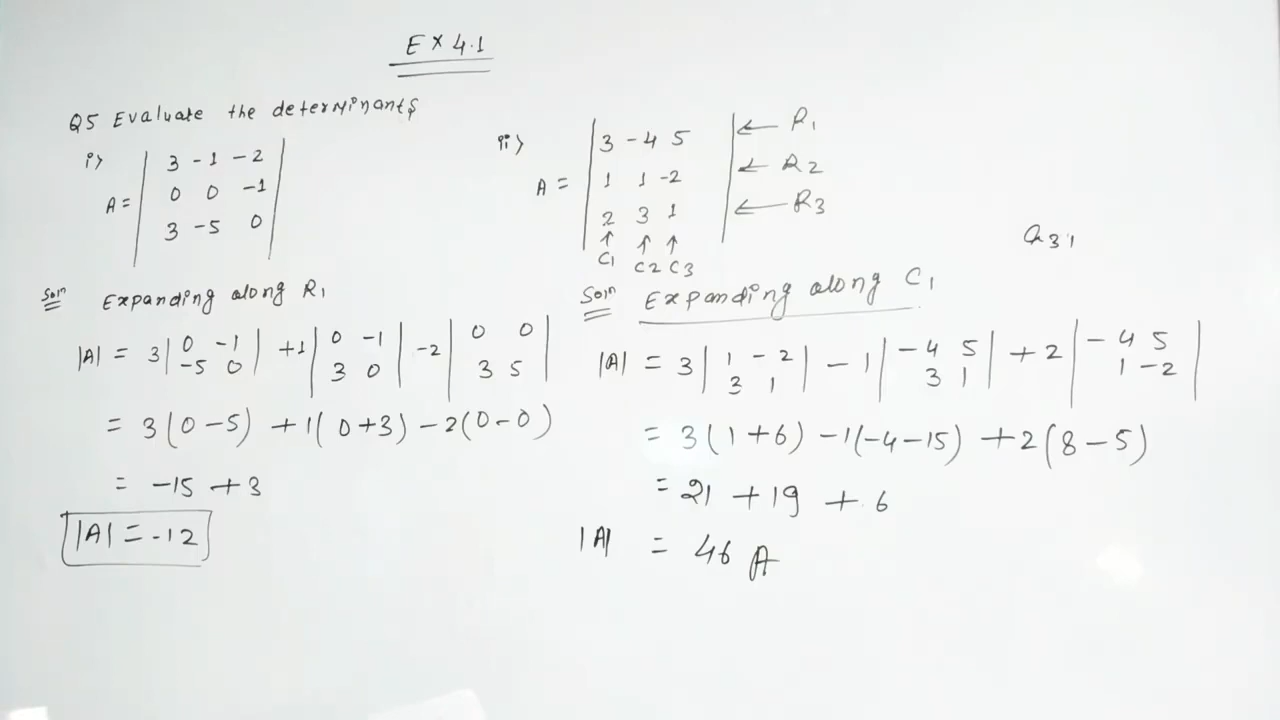 EX 4.1
Q5 Evaluate the determinants
i>
A = | 3 -1 -2 |
| 0 0 -1 |
| 3 -5 0 |
Soln Expanding along R1
|A| = 3 | 0 -1 | +1 | 0 -1 | -2 | 0 0 |
| -5 0 | | 3 0 | | 3 5 |
= 3(0-5) +1(0+3) -2(0-0)
= -15 +3
|A| = -12
ii>
A = | 3 -4 5 | ← R1
| 1 1 -2 | ← R2
| 2 3 1 | ← R3
↑ ↑ ↑
C1 C2 C3
a31
Soln Expanding along C1
|A| = 3 | 1 -2 | -1 | -4 5 | +2 | -4 5 |
| 3 1 | | 3 1 | | 1 -2 |
= 3(1+6) -1(-4-15) +2(8-5)
= 21 +19 +6
|A| = 46 A